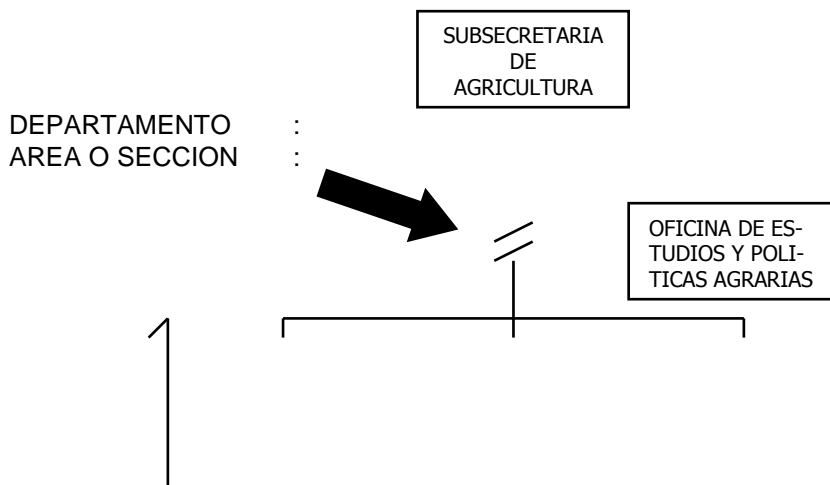 SUBSECRETARIA
DE
AGRICULTURA
DEPARTAMENTO :
AREA O SECCION :
OFICINA DE ES-
TUDIOS Y POLI-
TICAS AGRARIAS